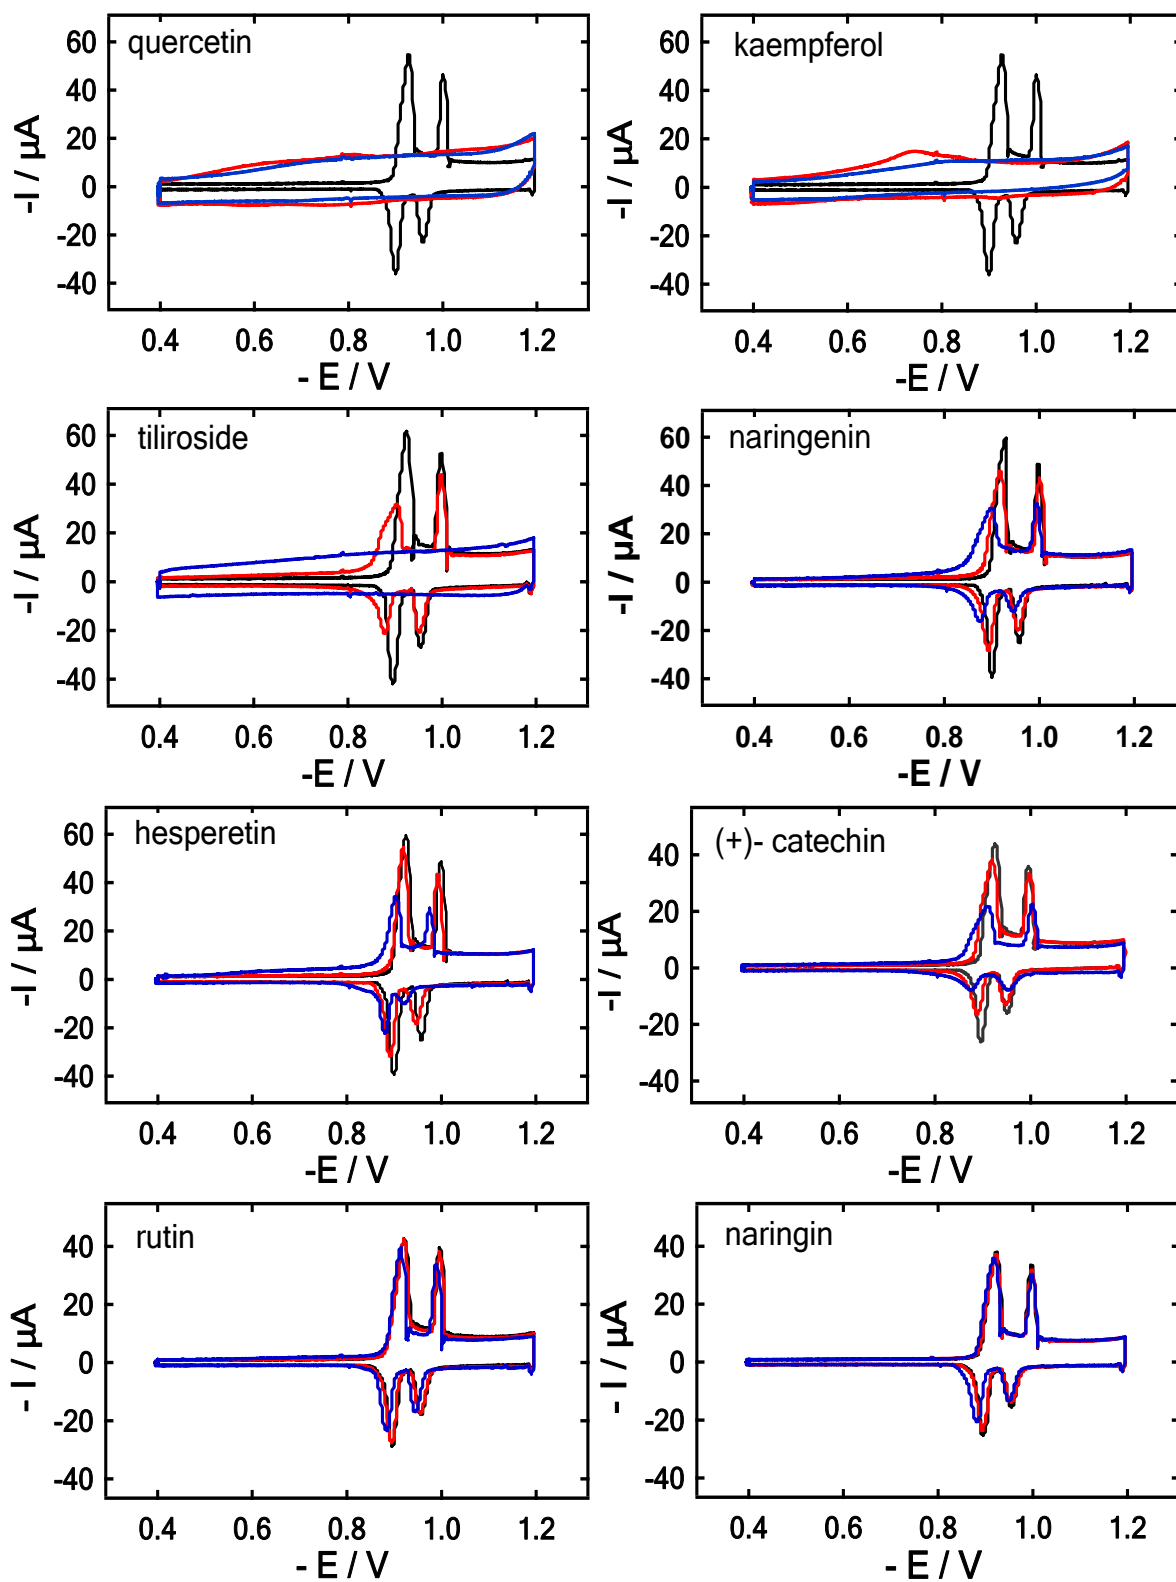 quercetin
60
40
20
0
-20
-40
-I / µA
0.4 0.6 0.8 1.0 1.2
- E / V
kaempferol
60
40
20
0
-20
-40
-I / µA
0.4 0.6 0.8 1.0 1.2
-E / V
tiliroside
60
40
20
0
-20
-40
-I / µA
0.4 0.6 0.8 1.0 1.2
-E / V
naringenin
60
40
20
0
-20
-40
-I / µA
0.4 0.6 0.8 1.0 1.2
-E / V
hesperetin
60
40
20
0
-20
-40
-I / µA
0.4 0.6 0.8 1.0 1.2
-E / V
(+)- catechin
40
20
0
-20
-40
-I / µA
0.4 0.6 0.8 1.0 1.2
-E / V
rutin
40
20
0
-20
-40
- I / µA
0.4 0.6 0.8 1.0 1.2
- E / V
naringin
40
20
0
-20
-40
- I / µA
0.4 0.6 0.8 1.0 1.2
- E / V